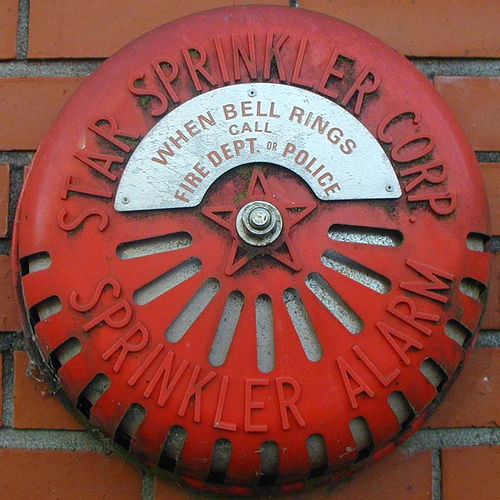 STAR SPRINKLER CORP.
WHEN BELL RINGS
CALL
FIRE DEPT. OR POLICE
SPRINKLER ALARM